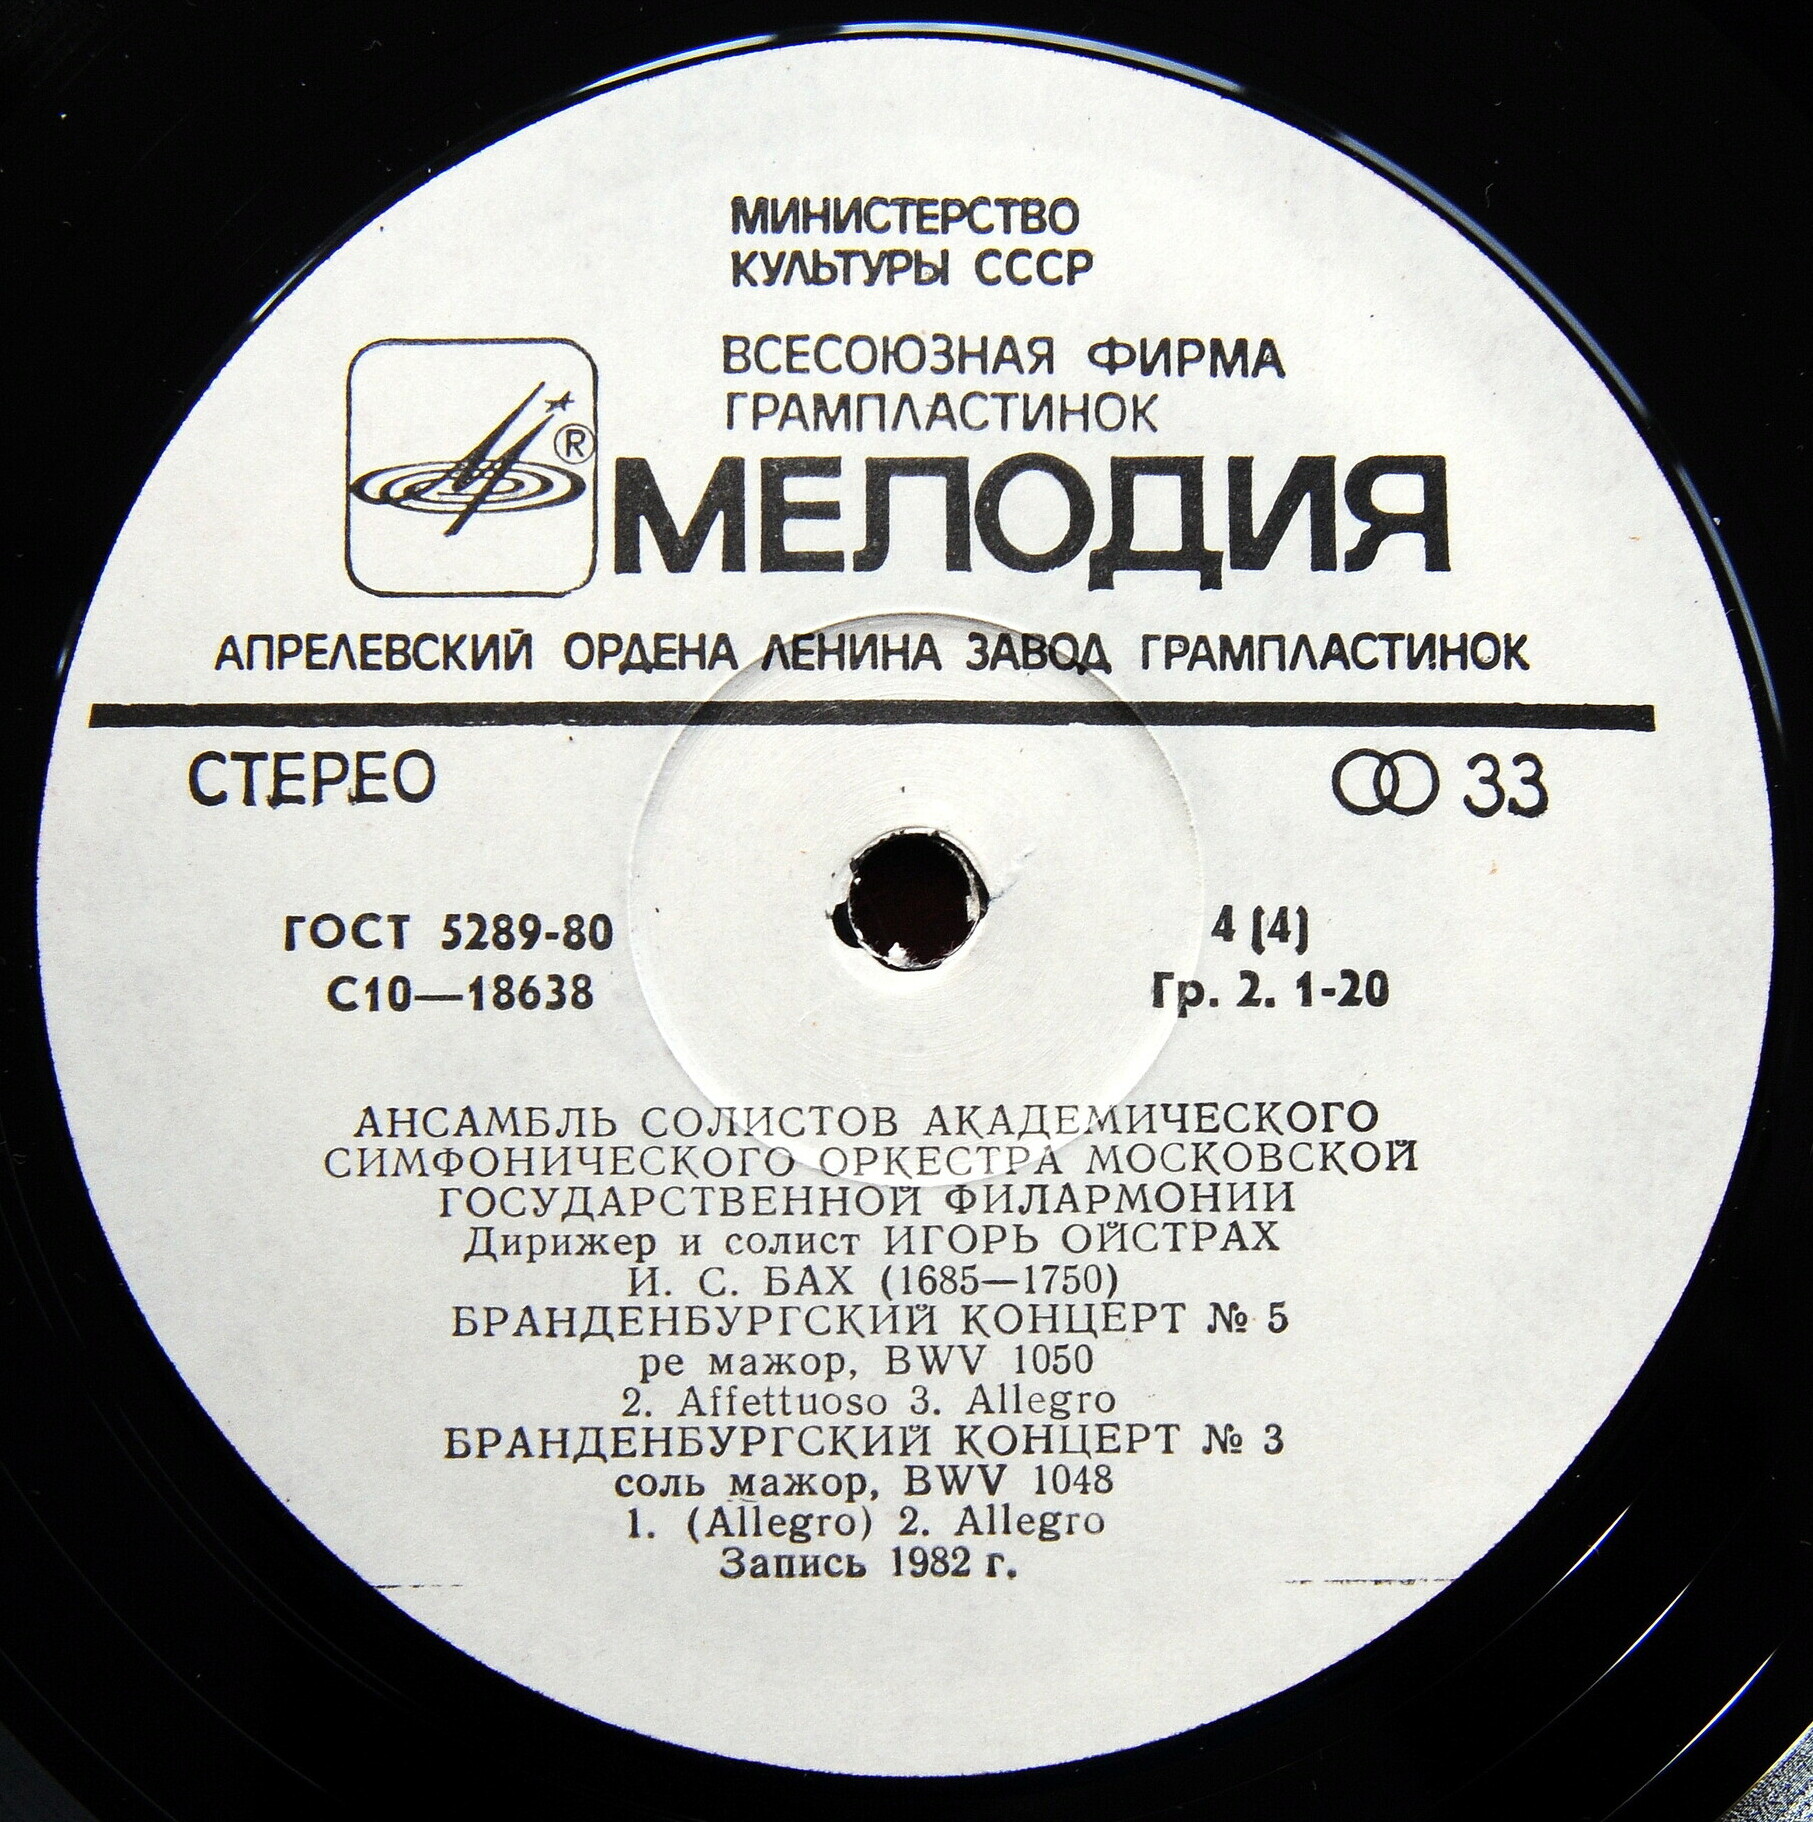 МИНИСТЕРСТВО
КУЛЬТУРЫ СССР
ВСЕСОЮЗНАЯ ФИРМА
ГРАМПЛАСТИНОК
®
МЕЛОДИЯ
АПРЕЛЕВСКИЙ ОРДЕНА ЛЕНИНА ЗАВОД ГРАМПЛАСТИНОК
СТЕРЕО 33
ГОСТ 5289-80 4 (4)
С10—18638 Гр. 2. 1-20
АНСАМБЛЬ СОЛИСТОВ АКАДЕМИЧЕСКОГО
СИМФОНИЧЕСКОГО ОРКЕСТРА МОСКОВСКОЙ
ГОСУДАРСТВЕННОЙ ФИЛАРМОНИИ
Дирижер и солист ИГОРЬ ОЙСТРАХ
И. С. БАХ (1685—1750)
БРАНДЕНБУРГСКИЙ КОНЦЕРТ № 5
ре мажор, BWV 1050
2. Affettuoso 3. Allegro
БРАНДЕНБУРГСКИЙ КОНЦЕРТ № 3
соль мажор, BWV 1048
1. (Allegro) 2. Allegro
Запись 1982 г.